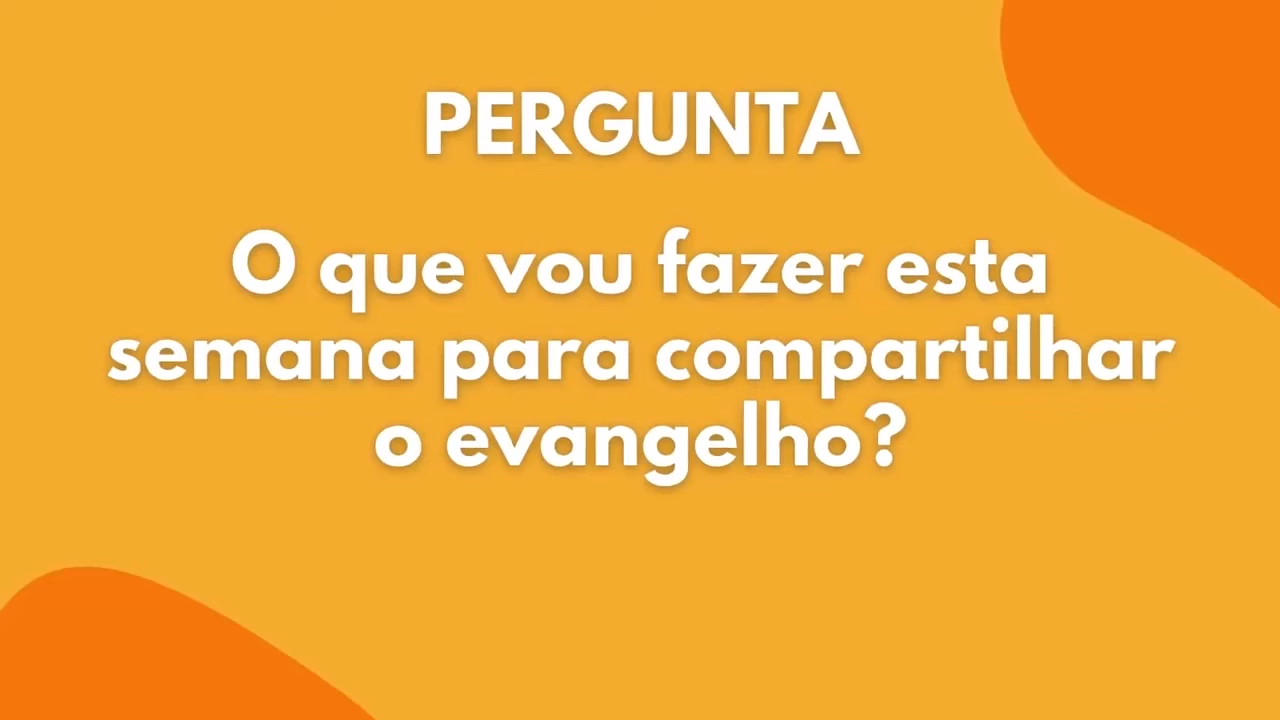 PERGUNTA
O que vou fazer esta
semana para compartilhar
o evangelho?